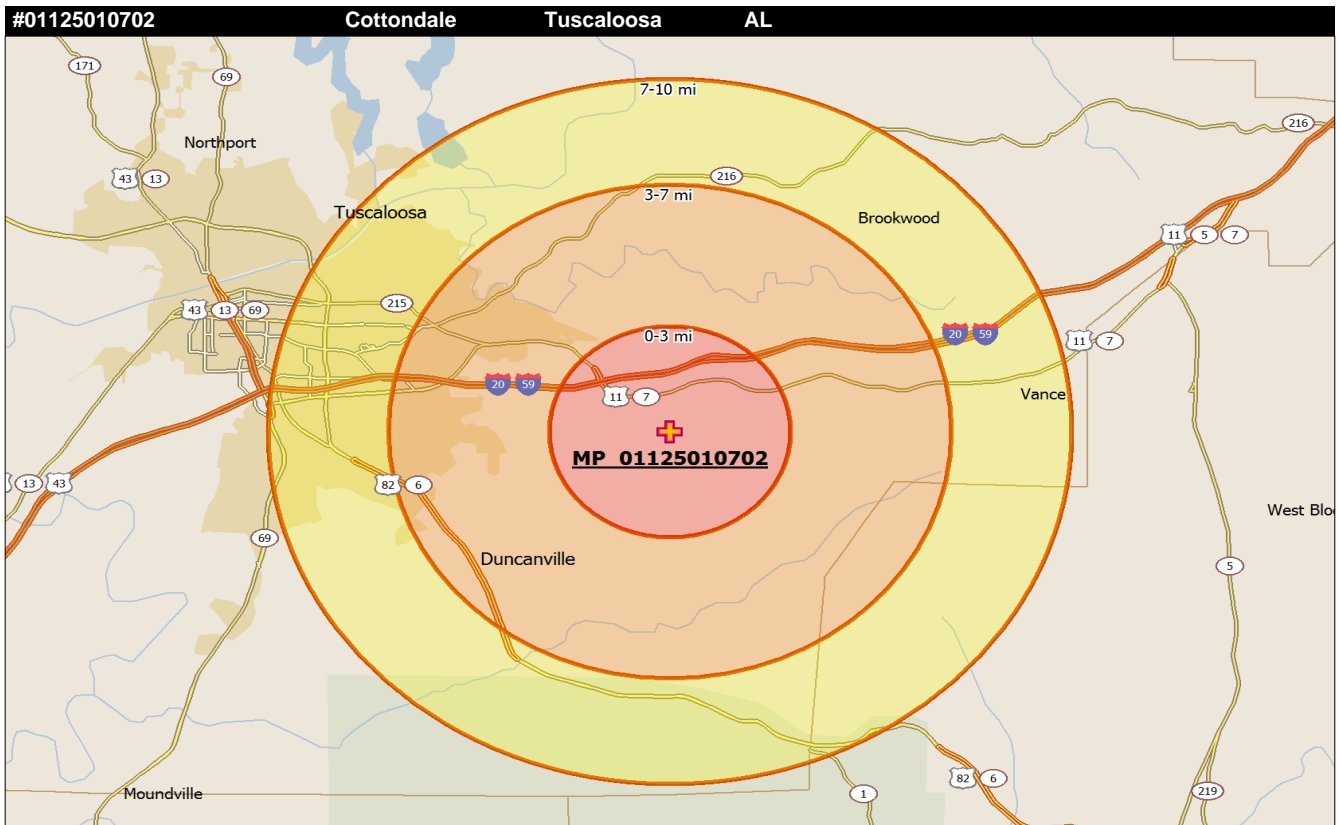 #01125010702 Cottondale Tuscaloosa AL
7-10 mi
171
69
216
Northport
43 13
216
3-7 mi
Tuscaloosa
Brookwood
11 5 7
215
43 13 69
0-3 mi
20 59
11 7
20 59
11 7
Vance
MP 01125010702
13 43
82 6
West Blo
69
Duncanville
5
82 6
Moundville
1
219